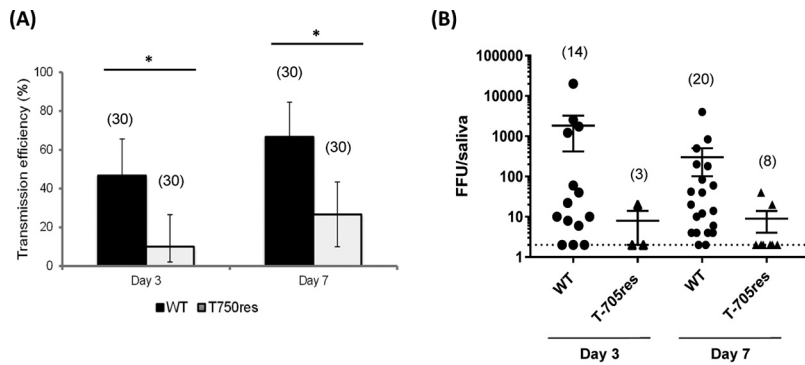 (A)
Transmission efficiency (%)
100
80
60
40
20
0
*
*
(30)
(30)
(30)
(30)
Day 3
Day 7
WT
T750res
(B)
FFU/saliva
100000
10000
1000
100
10
1
(14)
(3)
(20)
(8)
WT
T-705res
WT
T-705res
Day 3
Day 7